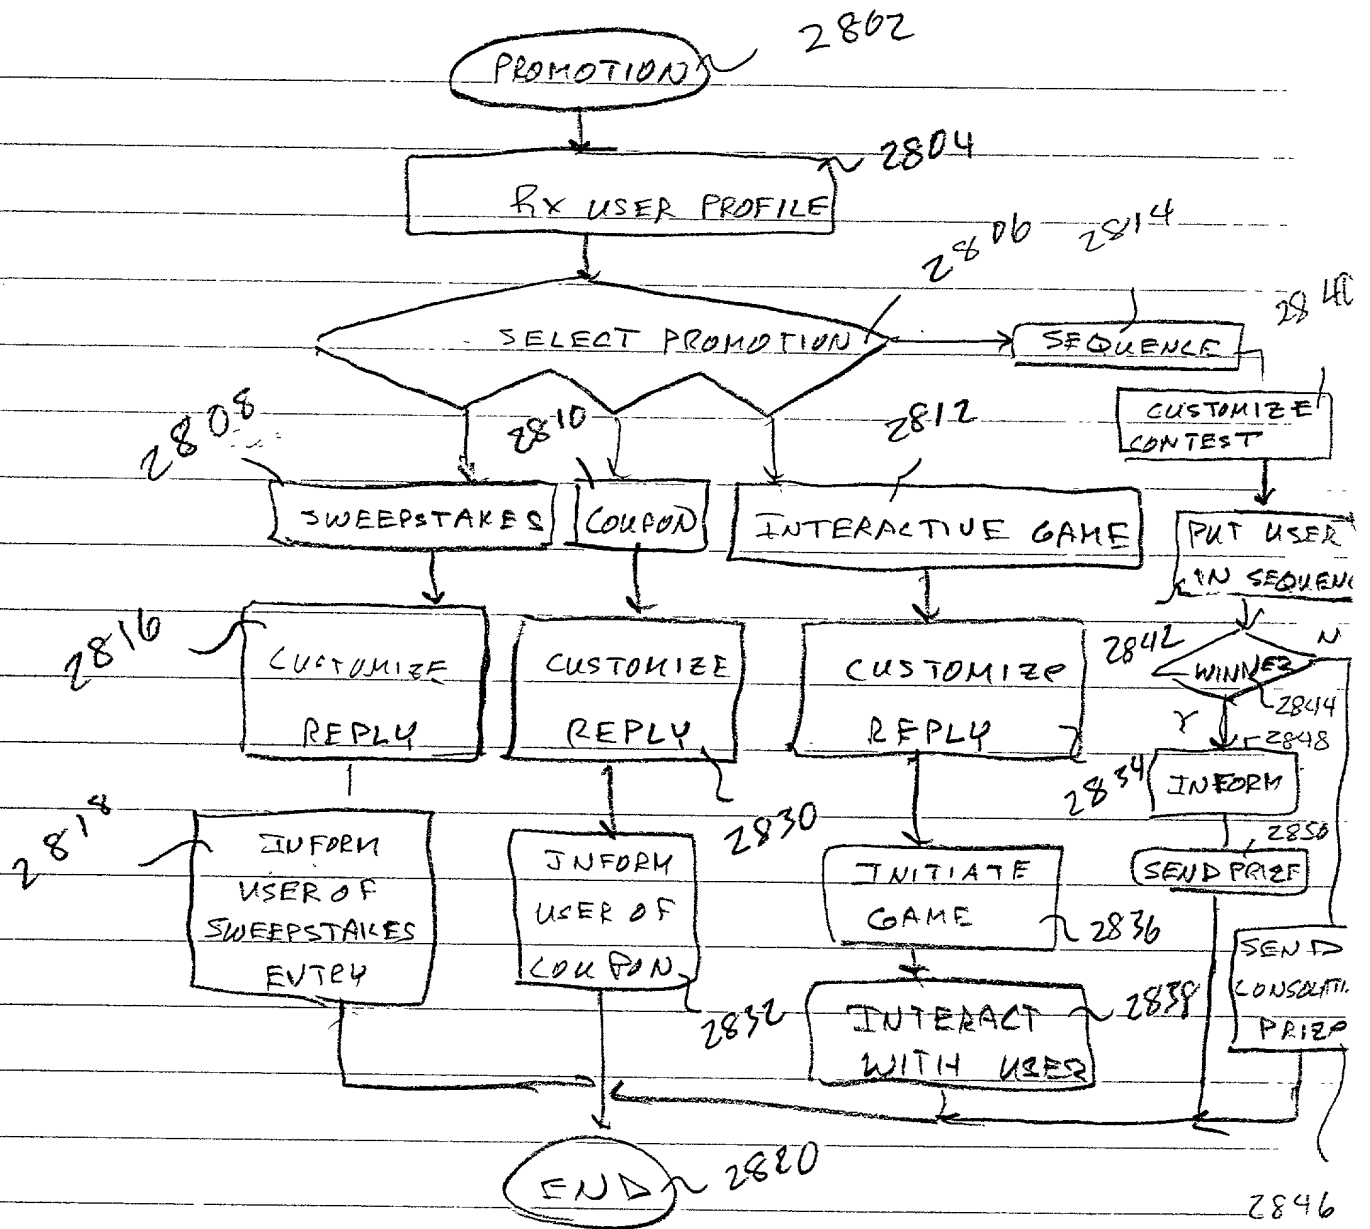 2802
PROMOTION
2804
RX USER PROFILE
2806
2814
SELECT PROMOTION
SEQUENCE
2808
2810
2812
CUSTOMIZE
CONTEST
SWEEPSTAKES
COUPON
INTERACTIVE GAME
PUT USER
IN SEQUENC
2816
CUSTOMIZE
REPLY
CUSTOMIZE
REPLY
2830
CUSTOMIZE
REPLY
2834
2842
WINNER
N
2844
Y
2848
INFORM
2850
SEND PRIZE
2818
INFORM
USER OF
SWEEPSTAKES
ENTRY
INFORM
USER OF
COUPON
2832
INITIATE
GAME
2836
INTERACT
WITH USER
2838
SEND
CONSOLATI
PRIZE
END
2820
2846